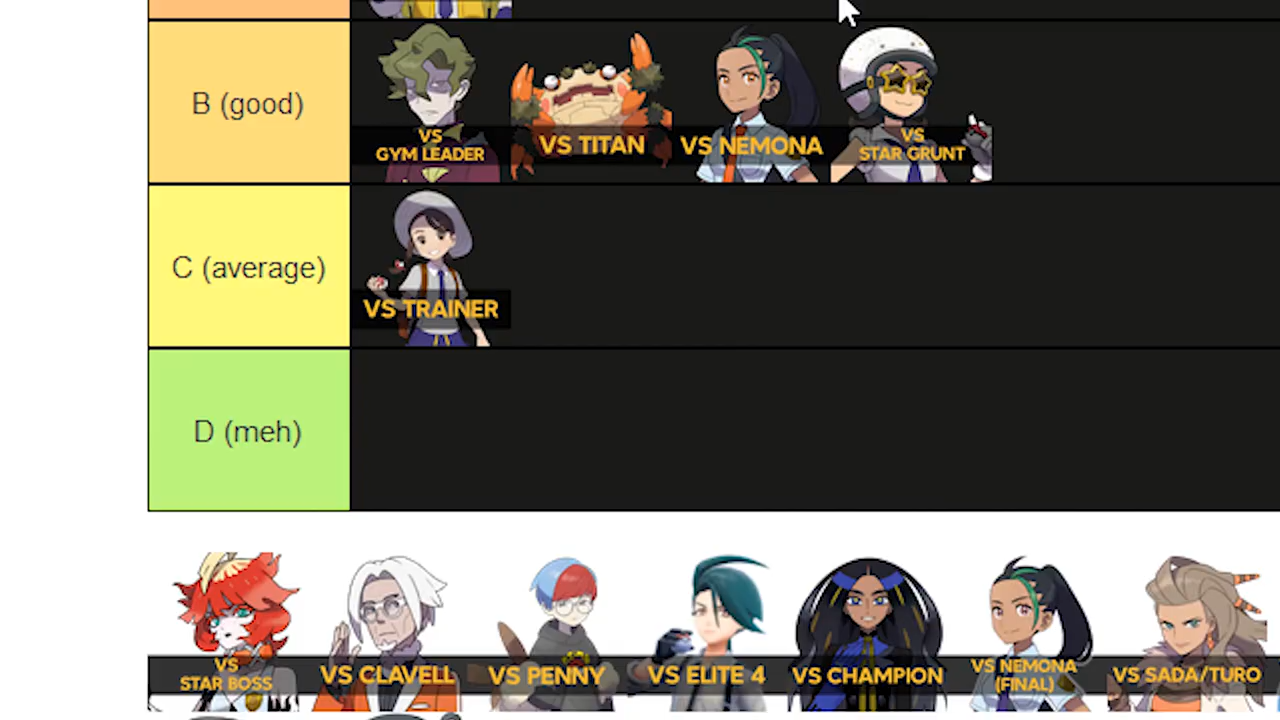 B (good)
VS
GYM LEADER
VS TITAN
VS NEMONA
VS
STAR GRUNT
C (average)
VS TRAINER
D (meh)
VS
STAR BOSS
VS CLAVELL
VS PENNY
VS ELITE 4
VS CHAMPION
VS NEMONA
(FINAL)
VS SADA/TURO